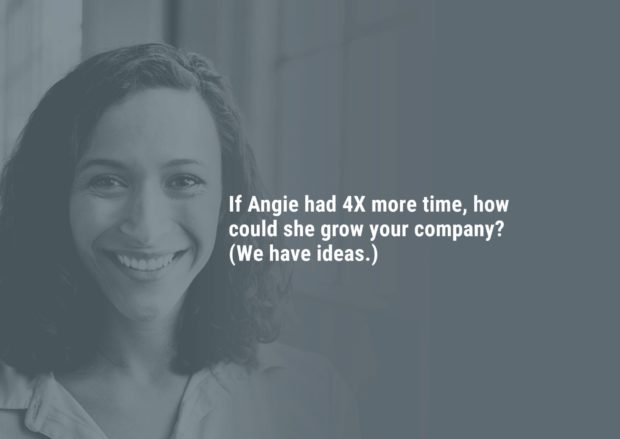 If Angie had 4X more time, how
could she grow your company?
(We have ideas.)